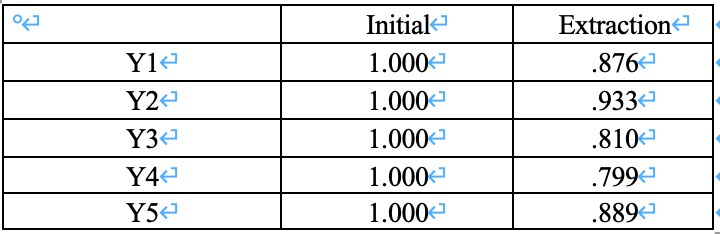 Initial Extraction
Y1 1.000 .876
Y2 1.000 .933
Y3 1.000 .810
Y4 1.000 .799
Y5 1.000 .889